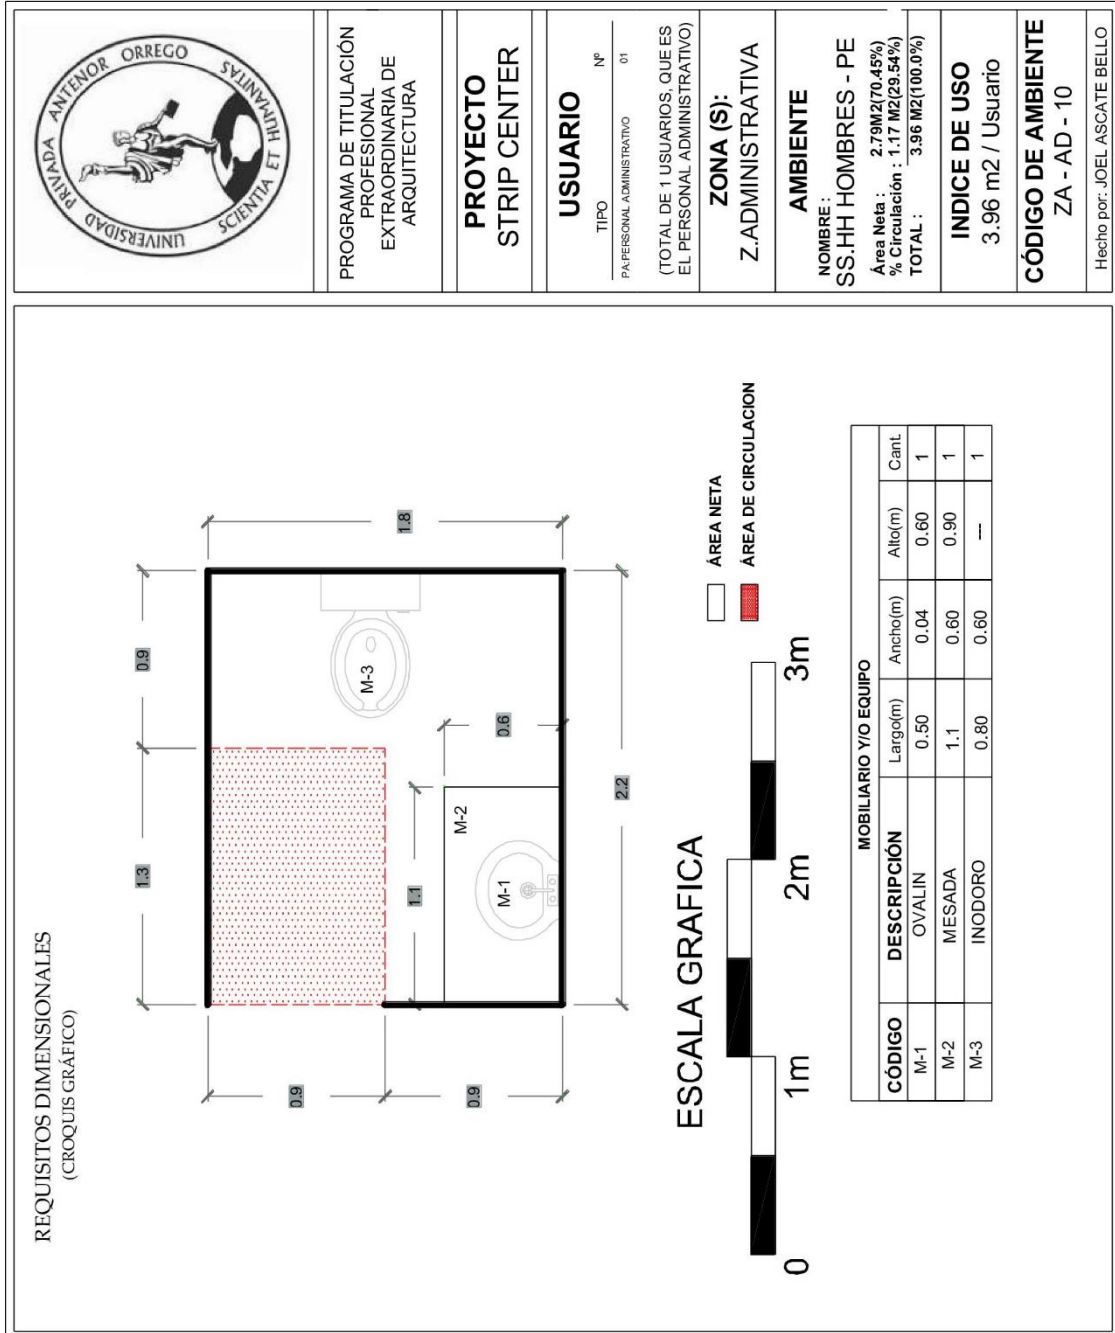 REQUISITOS DIMENSIONALES
(CROQUIS GRÁFICO)
1.3
0.9
0.9
0.9
1.8
1.1
0.6
2.2
M-1
M-2
M-3
ESCALA GRAFICA
0
1m
2m
3m
ÁREA NETA
ÁREA DE CIRCULACION
MOBILIARIO Y/O EQUIPO
CÓDIGO DESCRIPCIÓN Largo(m) Ancho(m) Alto(m) Cant.
M-1 OVALIN 0.50 0.04 0.60 1
M-2 MESADA 1.1 0.60 0.90 1
M-3 INODORO 0.80 0.60 --- 1
UNIVERSIDAD PRIVADA ANTENOR ORREGO
SCIENTIA ET HUMANITAS
PROGRAMA DE TITULACIÓN
PROFESIONAL
EXTRAORDINARIA DE
ARQUITECTURA
PROYECTO
STRIP CENTER
USUARIO
TIPO Nº
PA:PERSONAL ADMINISTRATIVO 01
(TOTAL DE 1 USUARIOS, QUE ES
EL PERSONAL ADMINISTRATIVO)
ZONA (S):
Z.ADMINISTRATIVA
AMBIENTE
NOMBRE :
SS.HH HOMBRES - PE
Área Neta : 2.79M2(70.45%)
% Circulación : 1.17 M2(29.54%)
TOTAL : 3.96 M2(100.0%)
INDICE DE USO
3.96 m2 / Usuario
CÓDIGO DE AMBIENTE
ZA - AD - 10
Hecho por: JOEL ASCATE BELLO